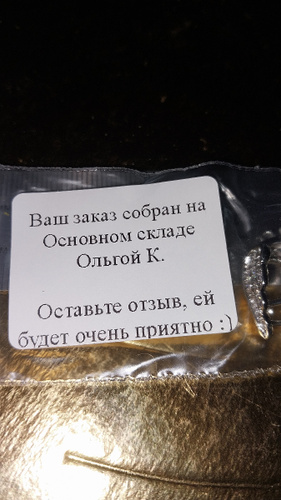 Ваш заказ собран на
Основном складе
Ольгой К.
Оставьте отзыв, ей
будет очень приятно :)